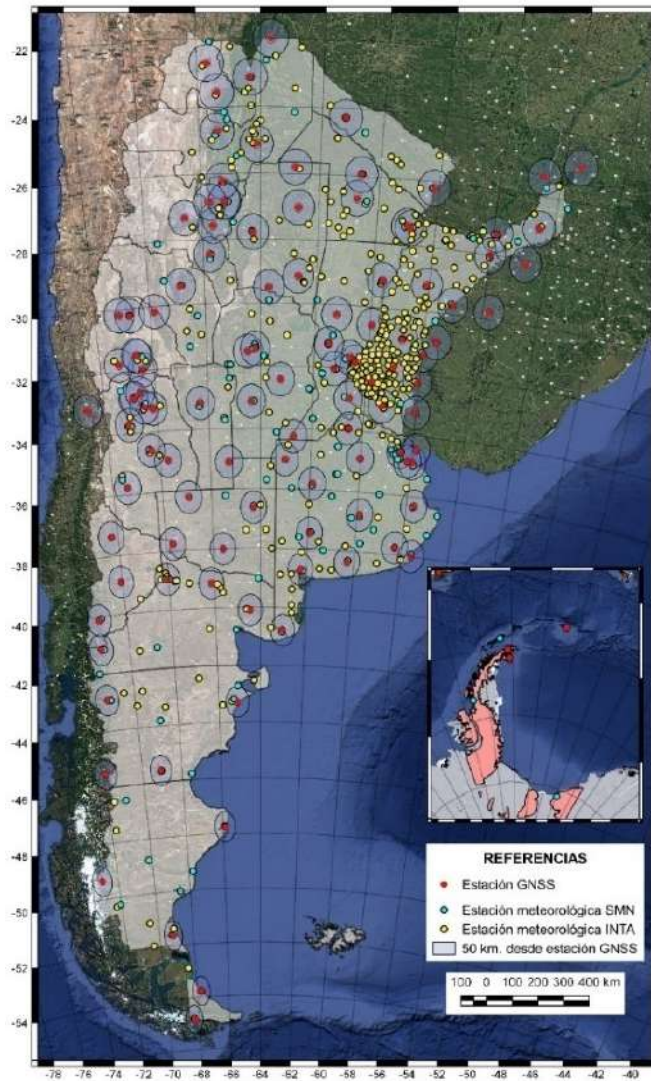 -22
-24
-26
-28
-30
-32
-34
-36
-38
-40
-42
-44
-46
-48
-50
-52
-54
REFERENCIAS
Estación GNSS
Estación meteorológica SMN
Estación meteorológica INTA
50 km. desde estación GNSS
100 0 100 200 300 400 km
-78 -76 -74 -72 -70 -68 -66 -64 -62 -60 -58 -56 -54 -52 -50 -48 -46 -44 -42 -40